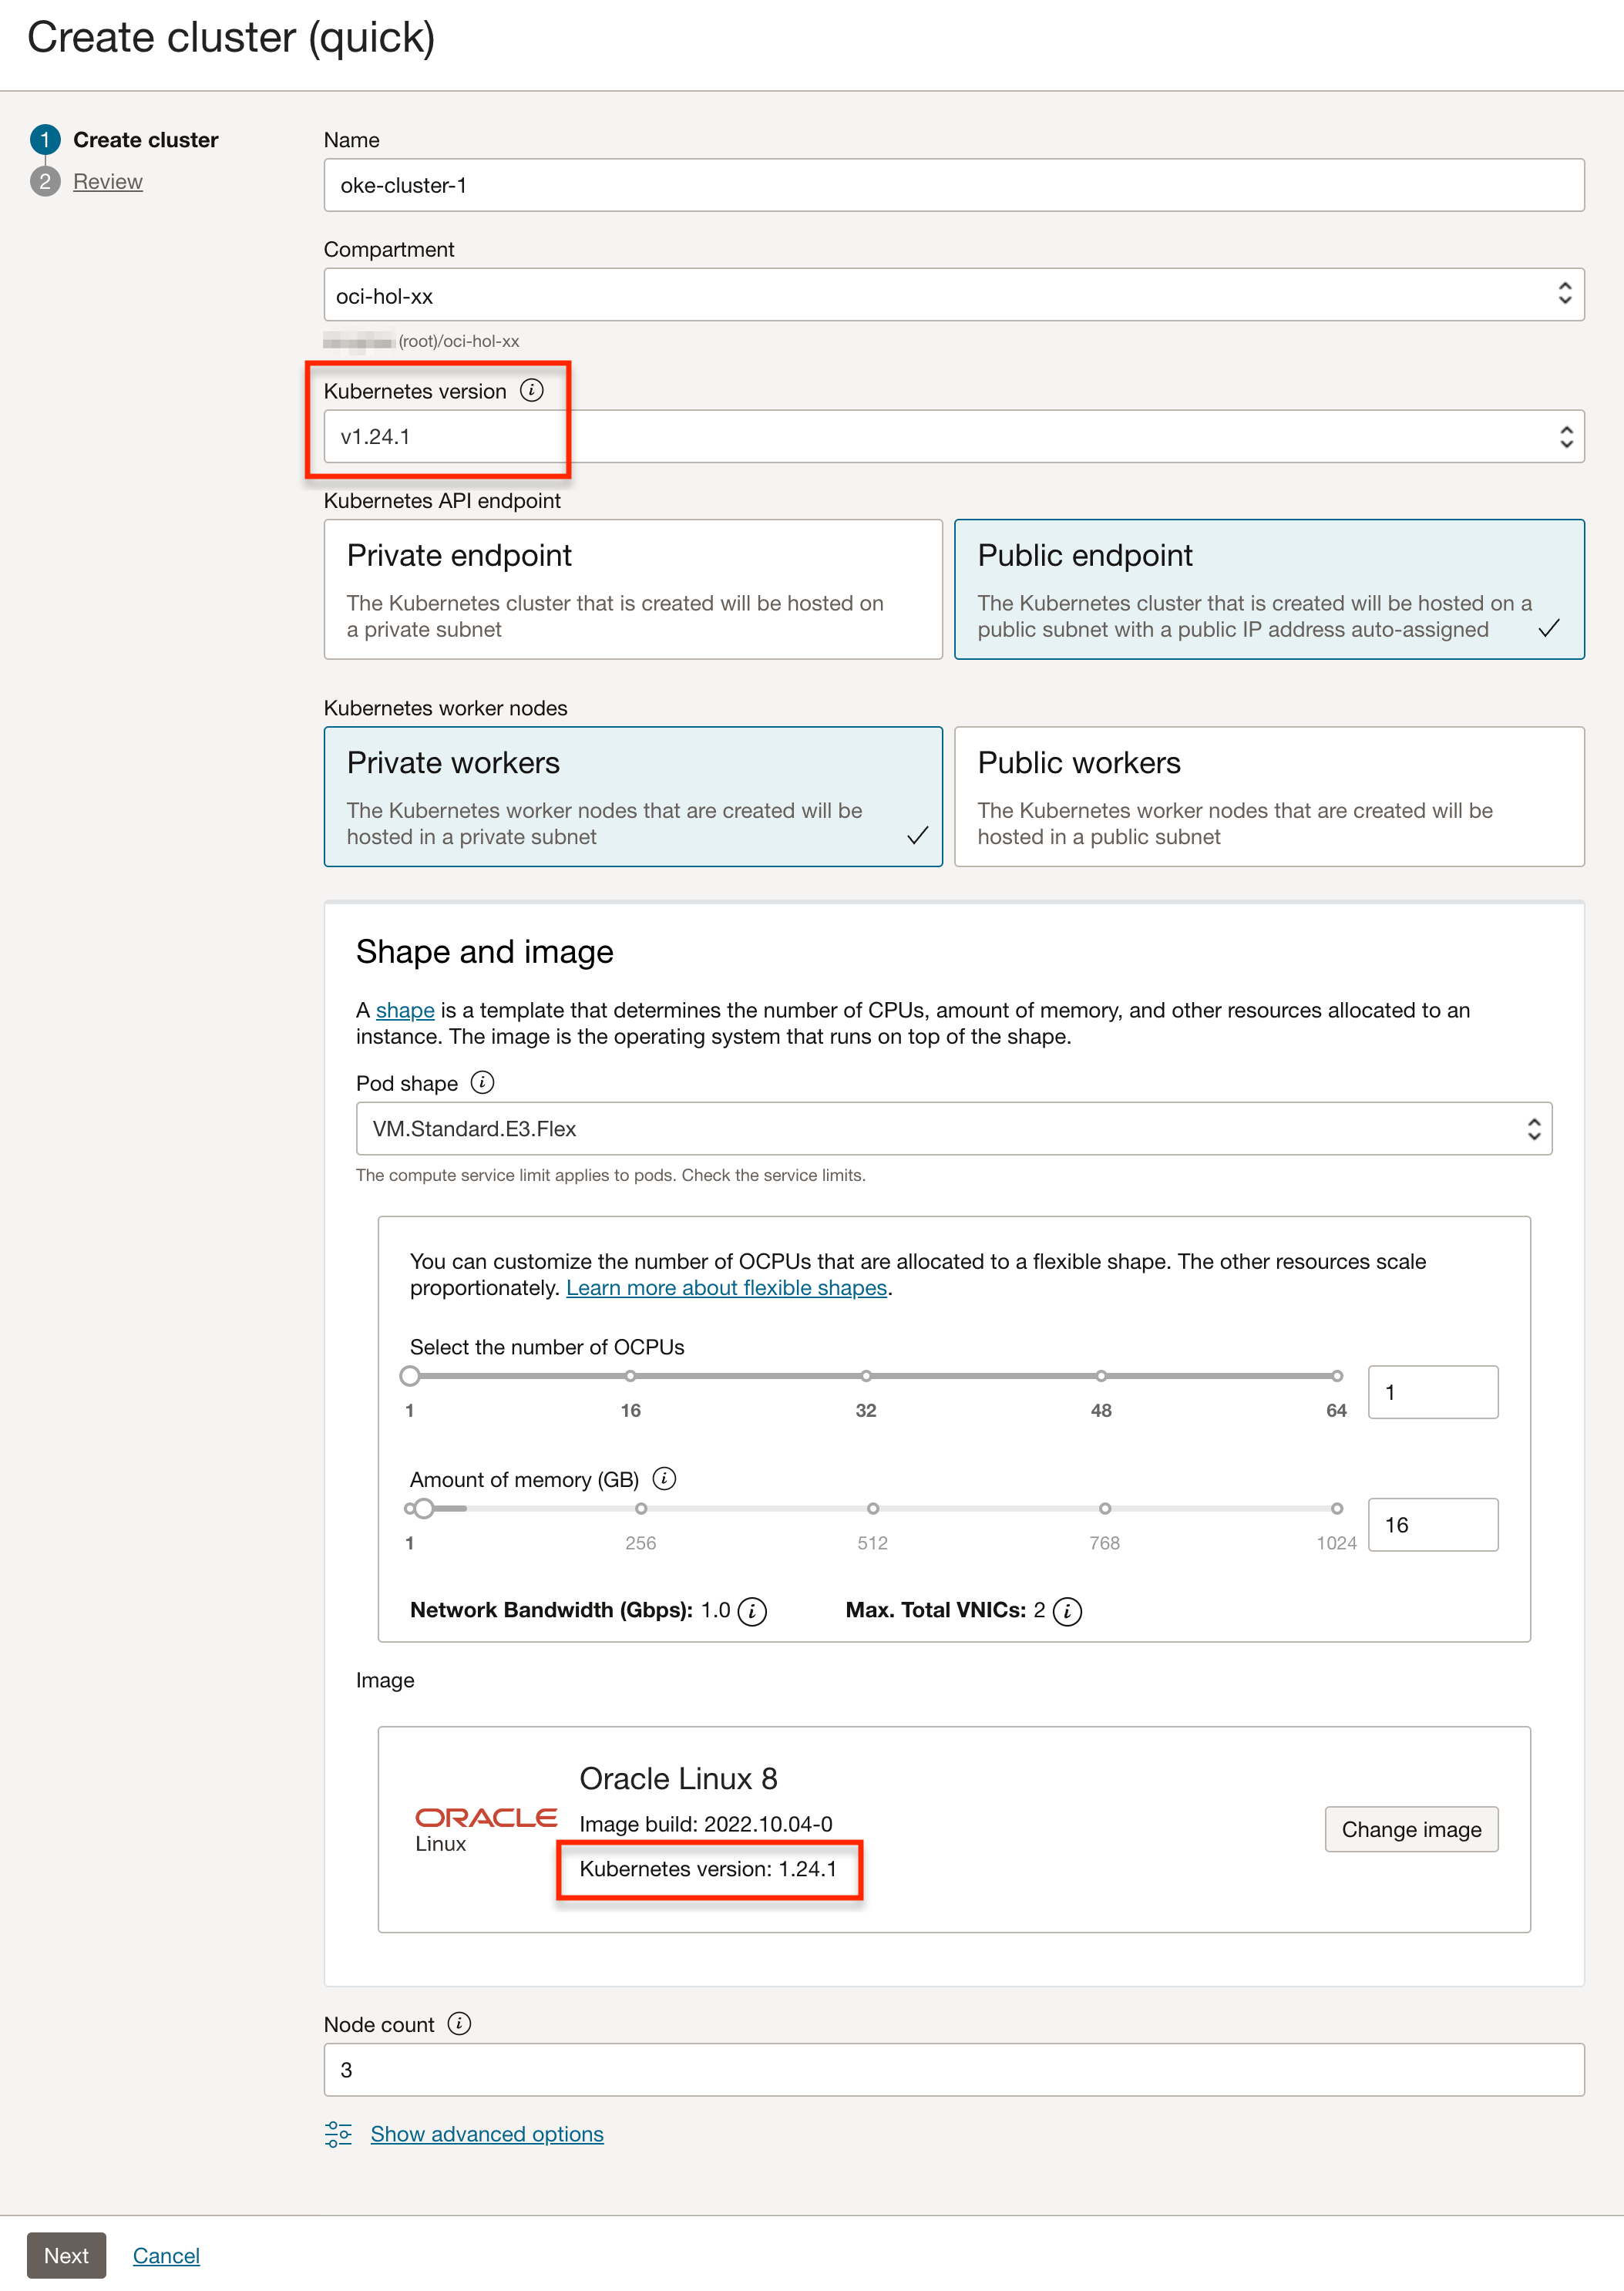 Create cluster (quick)
1 Create cluster
2 Review
Name
oke-cluster-1
Compartment
oci-hol-xx
(root)/oci-hol-xx
Kubernetes version i
v1.24.1
Kubernetes API endpoint
Private endpoint
The Kubernetes cluster that is created will be hosted on
a private subnet
Public endpoint
The Kubernetes cluster that is created will be hosted on a
public subnet with a public IP address auto-assigned
Kubernetes worker nodes
Private workers
The Kubernetes worker nodes that are created will be
hosted in a private subnet
Public workers
The Kubernetes worker nodes that are created will be
hosted in a public subnet
Shape and image
A shape is a template that determines the number of CPUs, amount of memory, and other resources allocated to an
instance. The image is the operating system that runs on top of the shape.
Pod shape i
VM.Standard.E3.Flex
The compute service limit applies to pods. Check the service limits.
You can customize the number of OCPUs that are allocated to a flexible shape. The other resources scale
proportionately. Learn more about flexible shapes.
Select the number of OCPUs
1 16 32 48 64
1
Amount of memory (GB) i
1 256 512 768 1024
16
Network Bandwidth (Gbps): 1.0 i Max. Total VNICs: 2 i
Image
ORACLE
Linux
Oracle Linux 8
Image build: 2022.10.04-0
Kubernetes version: 1.24.1
Change image
Node count i
3
Show advanced options
Next Cancel